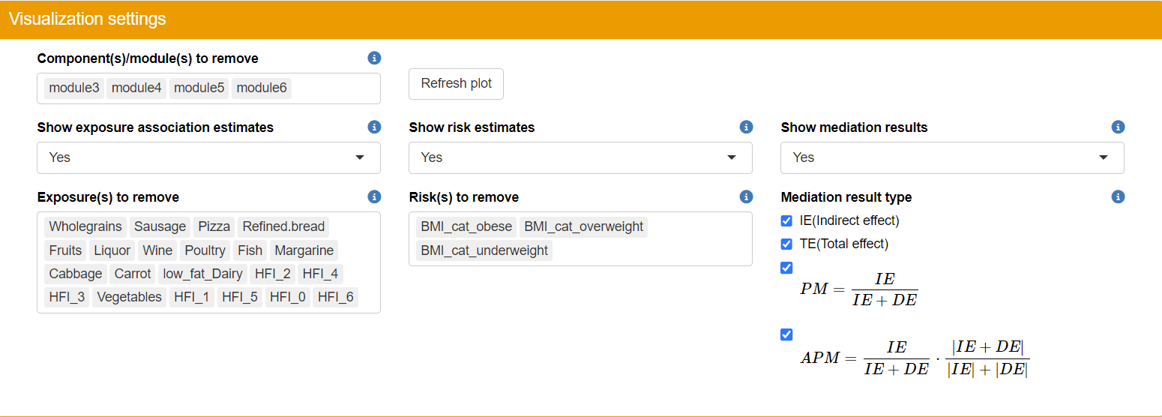 Visualization settings
Component(s)/module(s) to remove
module3 module4 module5 module6
Refresh plot
Show exposure association estimates
Yes
Show risk estimates
Yes
Show mediation results
Yes
Exposure(s) to remove
Wholegrains Sausage Pizza Refined.bread
Fruits Liquor Wine Poultry Fish Margarine
Cabbage Carrot low_fat_Dairy HFI_2 HFI_4
HFI_3 Vegetables HFI_1 HFI_5 HFI_0 HFI_6
Risk(s) to remove
BMI_cat_obese BMI_cat_overweight
BMI_cat_underweight
Mediation result type
IE(Indirect effect)
TE(Total effect)
PM = IE / (IE + DE)
APM = IE / (IE + DE) · |IE + DE| / (|IE| + |DE|)